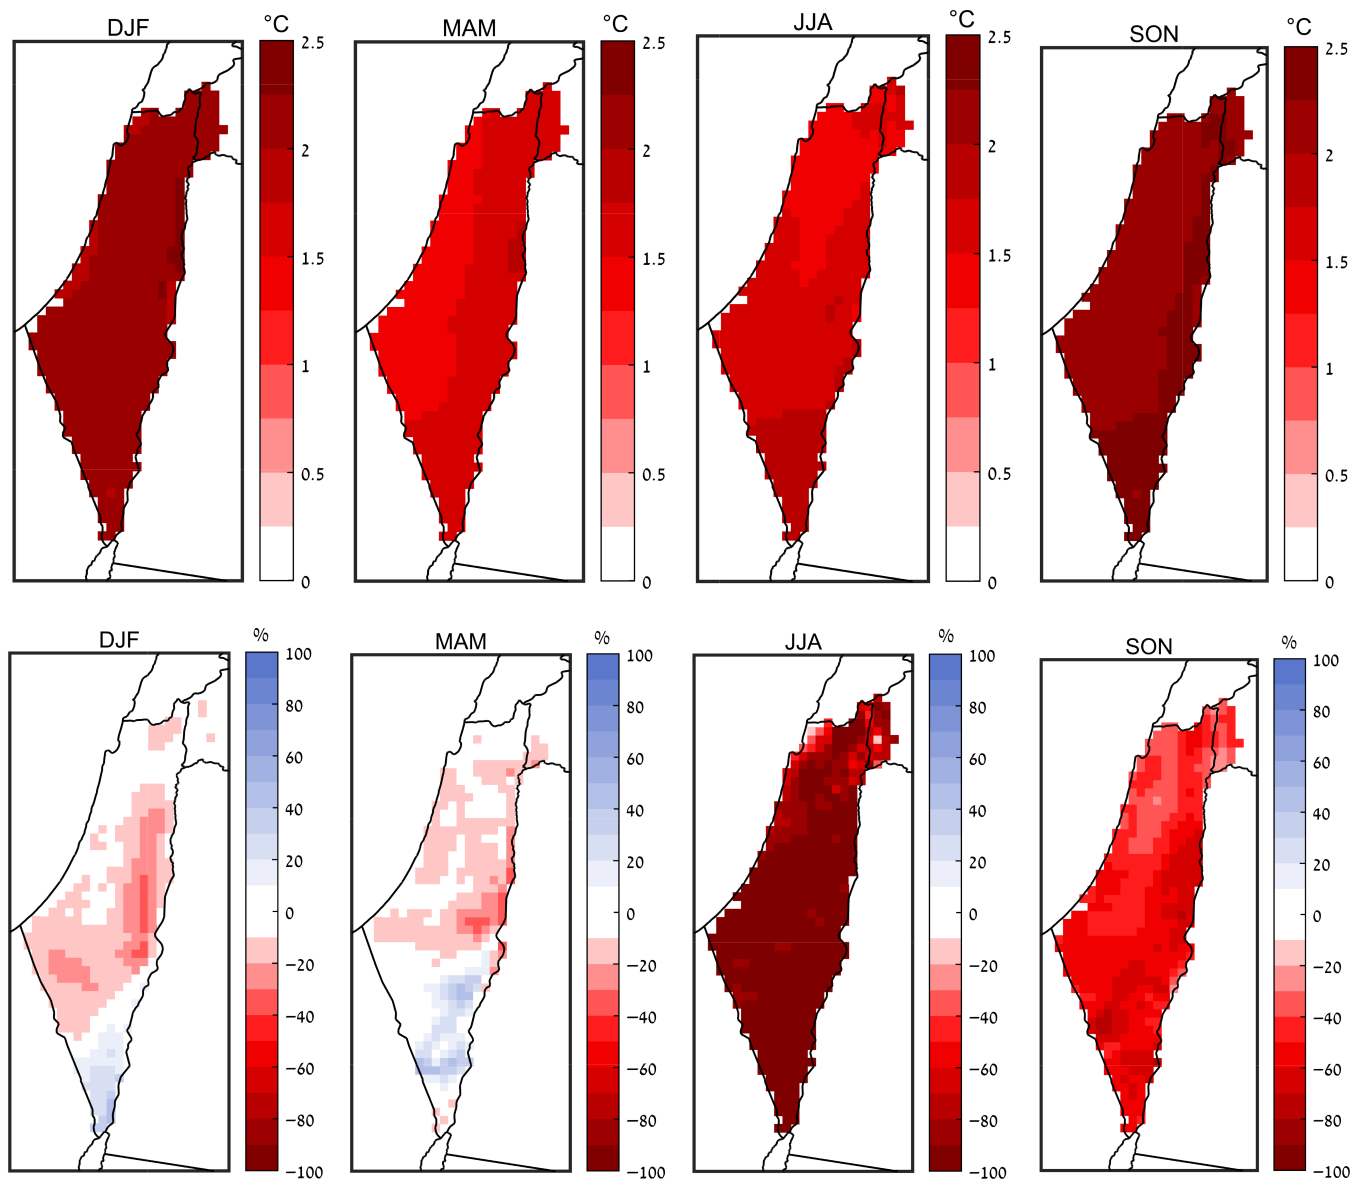 DJF °C MAM °C JJA °C SON °C
2.5 2.5 2.5 2.5
2 2 2 2
1.5 1.5 1.5 1.5
1 1 1 1
0.5 0.5 0.5 0.5
0 0 0 0
DJF % MAM % JJA % SON %
100 100 100 100
80 80 80 80
60 60 60 60
40 40 40 40
20 20 20 20
0 0 0 0
−20 −20 −20 −20
−40 −40 −40 −40
−60 −60 −60 −60
−80 −80 −80 −80
−100 −100 −100 −100